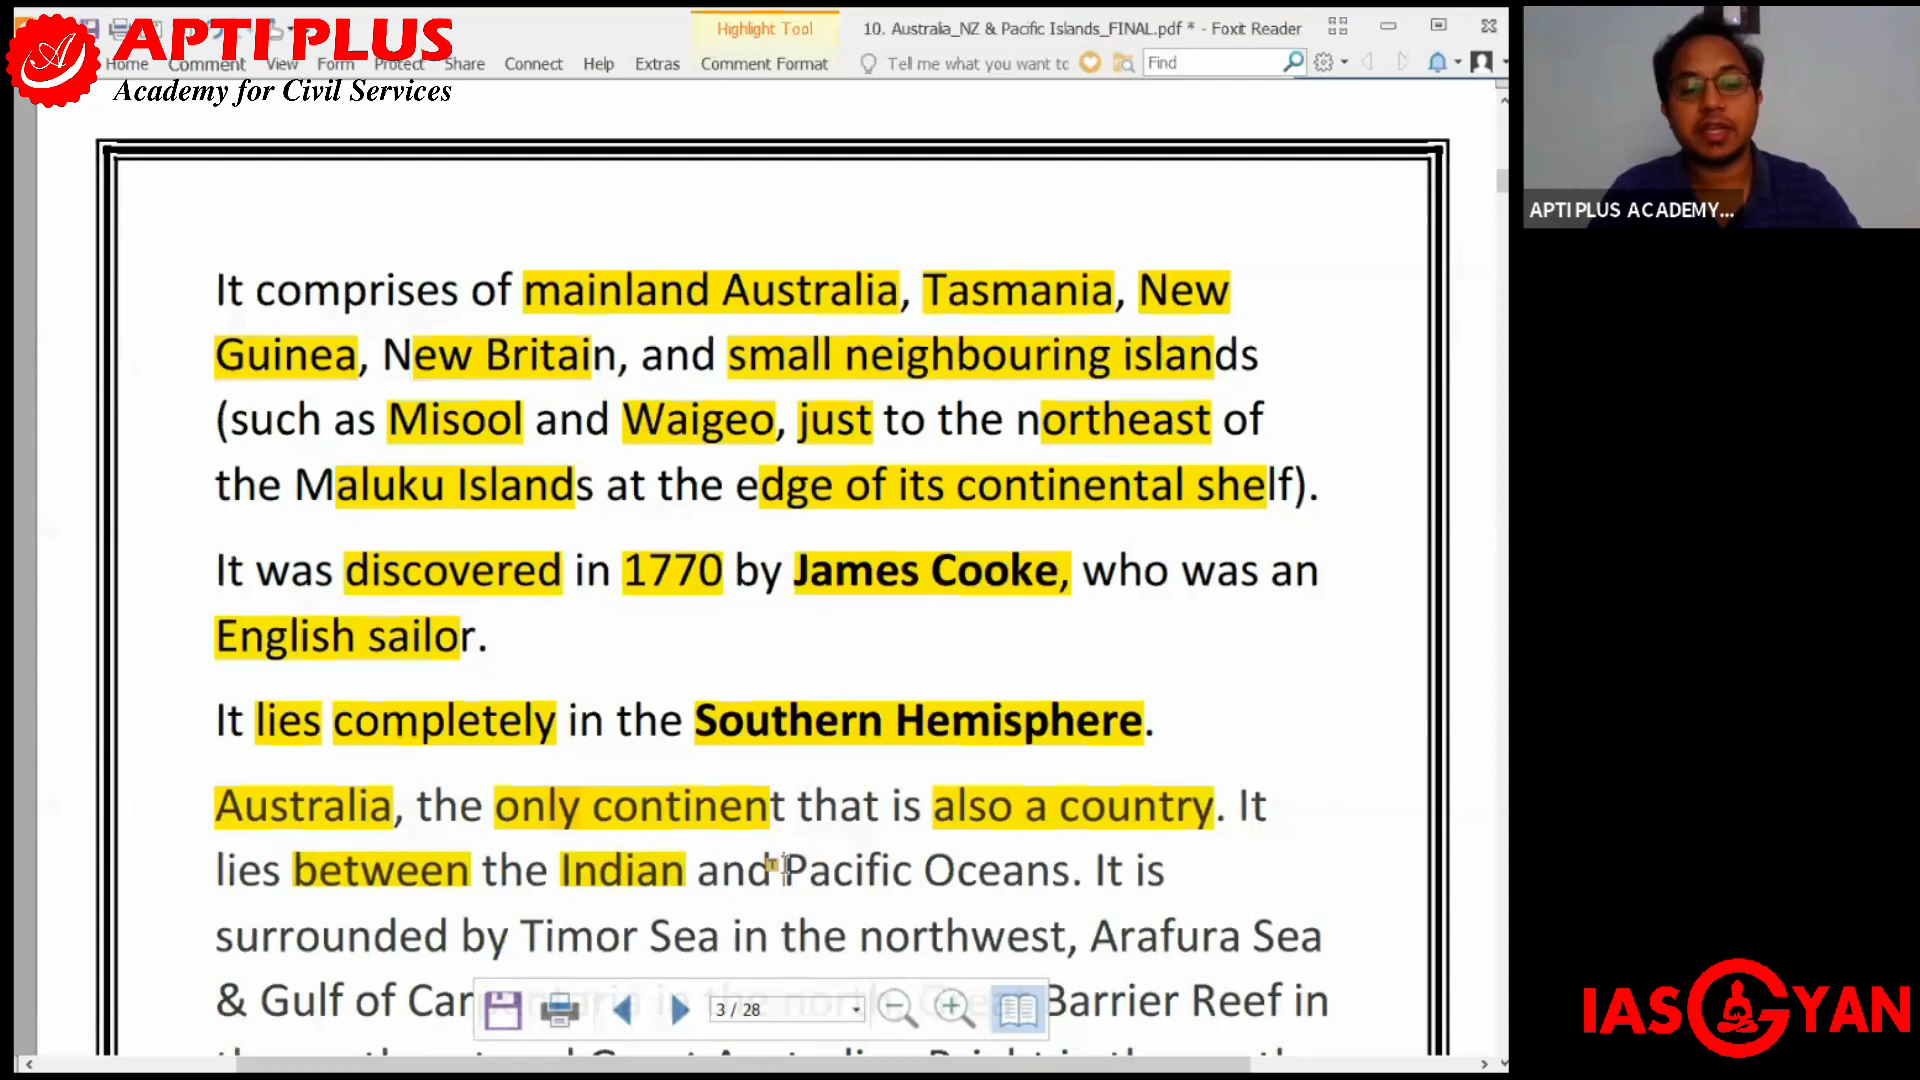 APTI PLUS
Academy for Civil Services
Highlight Tool
10. Australia_NZ & Pacific Islands_FINAL.pdf * - Foxit Reader
Home Comment View Form Protect Share Connect Help Extras Comment Format Tell me what you want to Find
APTI PLUS ACADEMY...
It comprises of mainland Australia, Tasmania, New
Guinea, New Britain, and small neighbouring islands
(such as Misool and Waigeo, just to the northeast of
the Maluku Islands at the edge of its continental shelf).
It was discovered in 1770 by James Cooke, who was an
English sailor.
It lies completely in the Southern Hemisphere.
Australia, the only continent that is also a country. It
lies between the Indian and Pacific Oceans. It is
surrounded by Timor Sea in the northwest, Arafura Sea
& Gulf of Carpentaria in the north, Great Barrier Reef in
3 / 28
IAS GYAN